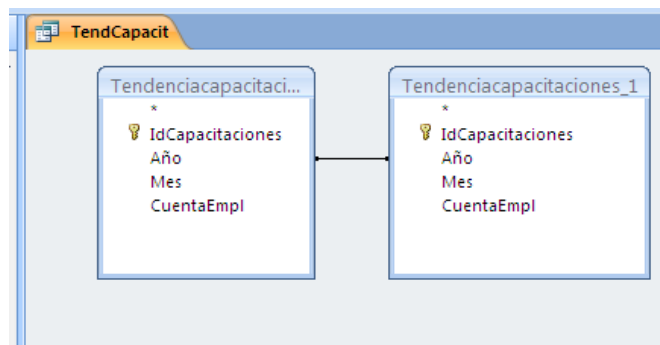 TendCapacit
Tendenciacapacitaci...
*
IdCapacitaciones
Año
Mes
CuentaEmpl
Tendenciacapacitaciones_1
*
IdCapacitaciones
Año
Mes
CuentaEmpl